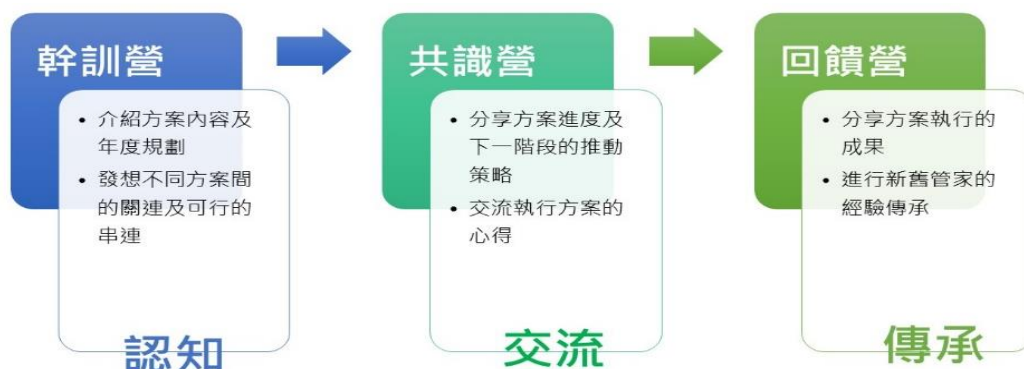 幹訓營
• 介紹方案內容及
年度規劃
• 發想不同方案間
的關連及可行的
串連
認知
共識營
• 分享方案進度及
下一階段的推動
策略
• 交流執行方案的
心得
交流
回饋營
• 分享方案執行的
成果
• 進行新舊管家的
經驗傳承
傳承